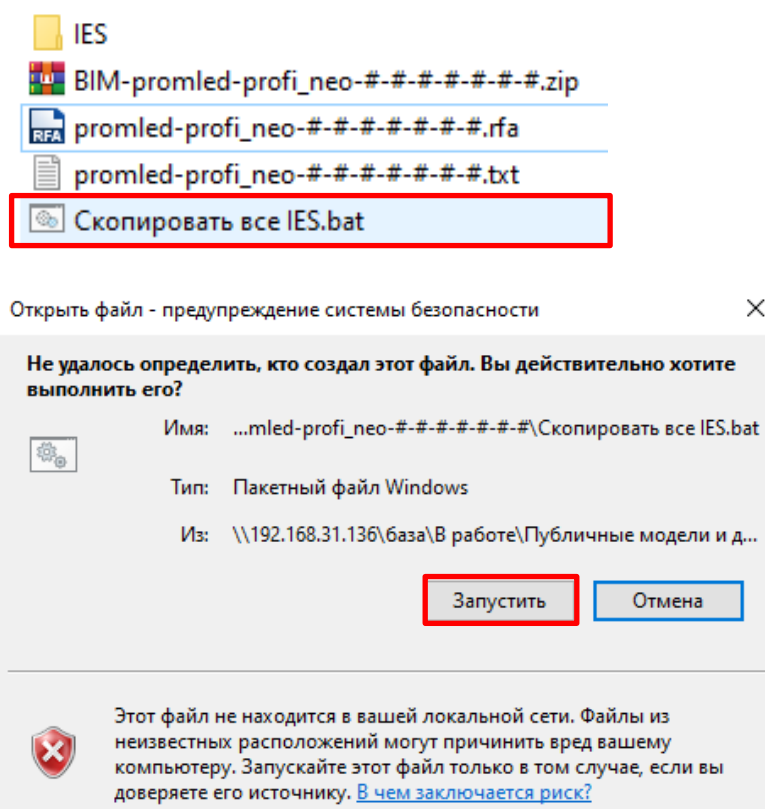 IES
BIM-promled-profi_neo-#-#-#-#-#-#-#.zip
RFA
promled-profi_neo-#-#-#-#-#-#-#.rfa
promled-profi_neo-#-#-#-#-#-#-#.txt
Скопировать все IES.bat
Открыть файл - предупреждение системы безопасности
Не удалось определить, кто создал этот файл. Вы действительно хотите
выполнить его?
Имя: ...mled-profi_neo-#-#-#-#-#-#-#\Скопировать все IES.bat
Тип: Пакетный файл Windows
Из: \\192.168.31.136\база\В работе\Публичные модели и д...
Запустить Отмена
Этот файл не находится в вашей локальной сети. Файлы из
неизвестных расположений могут причинить вред вашему
компьютеру. Запускайте этот файл только в том случае, если вы
доверяете его источнику. В чем заключается риск?